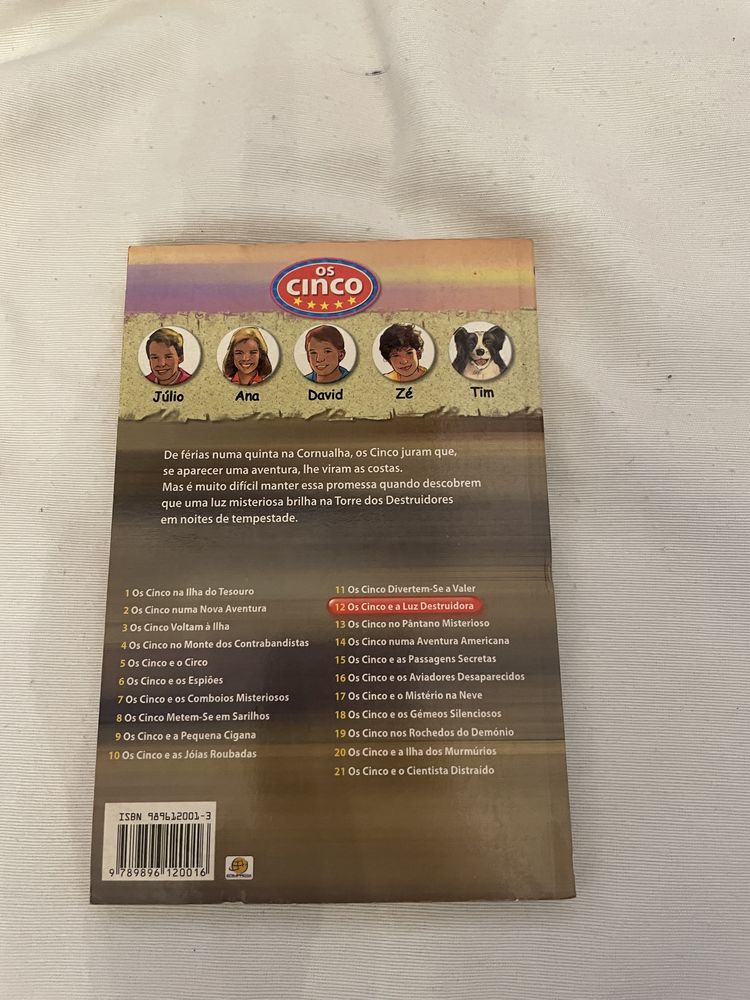 OS
CINCO
Júlio
Ana
David
Zé
Tim
De férias numa quinta na Cornualha, os Cinco juram que,
se aparecer uma aventura, lhe viram as costas.
Mas é muito difícil manter essa promessa quando descobrem
que uma luz misteriosa brilha na Torre dos Destruidores
em noites de tempestade.
1 Os Cinco na Ilha do Tesouro
2 Os Cinco numa Nova Aventura
3 Os Cinco Voltam à Ilha
4 Os Cinco no Monte dos Contrabandistas
5 Os Cinco e o Circo
6 Os Cinco e os Espiões
7 Os Cinco e os Comboios Misteriosos
8 Os Cinco Metem-Se em Sarilhos
9 Os Cinco e a Pequena Cigana
10 Os Cinco e as Jóias Roubadas
11 Os Cinco Divertem-Se a Valer
12 Os Cinco e a Luz Destruidora
13 Os Cinco no Pântano Misterioso
14 Os Cinco numa Aventura Americana
15 Os Cinco e as Passagens Secretas
16 Os Cinco e os Aviadores Desaparecidos
17 Os Cinco e o Mistério na Neve
18 Os Cinco e os Gémeos Silenciosos
19 Os Cinco nos Rochedos do Demónio
20 Os Cinco e a Ilha dos Murmúrios
21 Os Cinco e o Cientista Distraído
ISBN 989612001-3
9 789896 120016